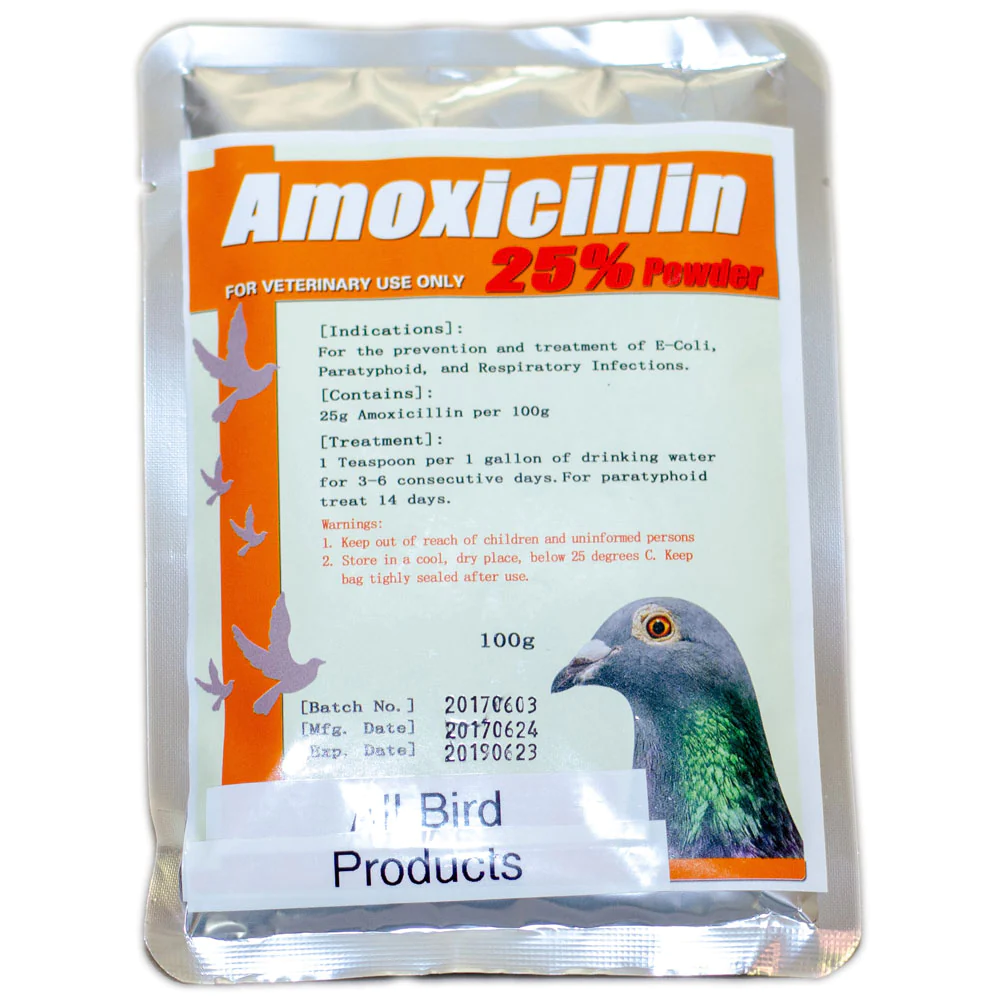 Amoxicillin
25% Powder
FOR VETERINARY USE ONLY
[Indications]:
For the prevention and treatment of E-Coli,
Paratyphoid, and Respiratory Infections.
[Contains]:
25g Amoxicillin per 100g
[Treatment]:
1 Teaspoon per 1 gallon of drinking water
for 3-6 consecutive days. For paratyphoid
treat 14 days.
Warnings:
1. Keep out of reach of children and uninformed persons
2. Store in a cool, dry place, below 25 degrees C. Keep
bag tighly sealed after use.
100g
[Batch No.] 20170603
[Mfg. Date] 20170624
Exp. Date] 20190623
All Bird
Products